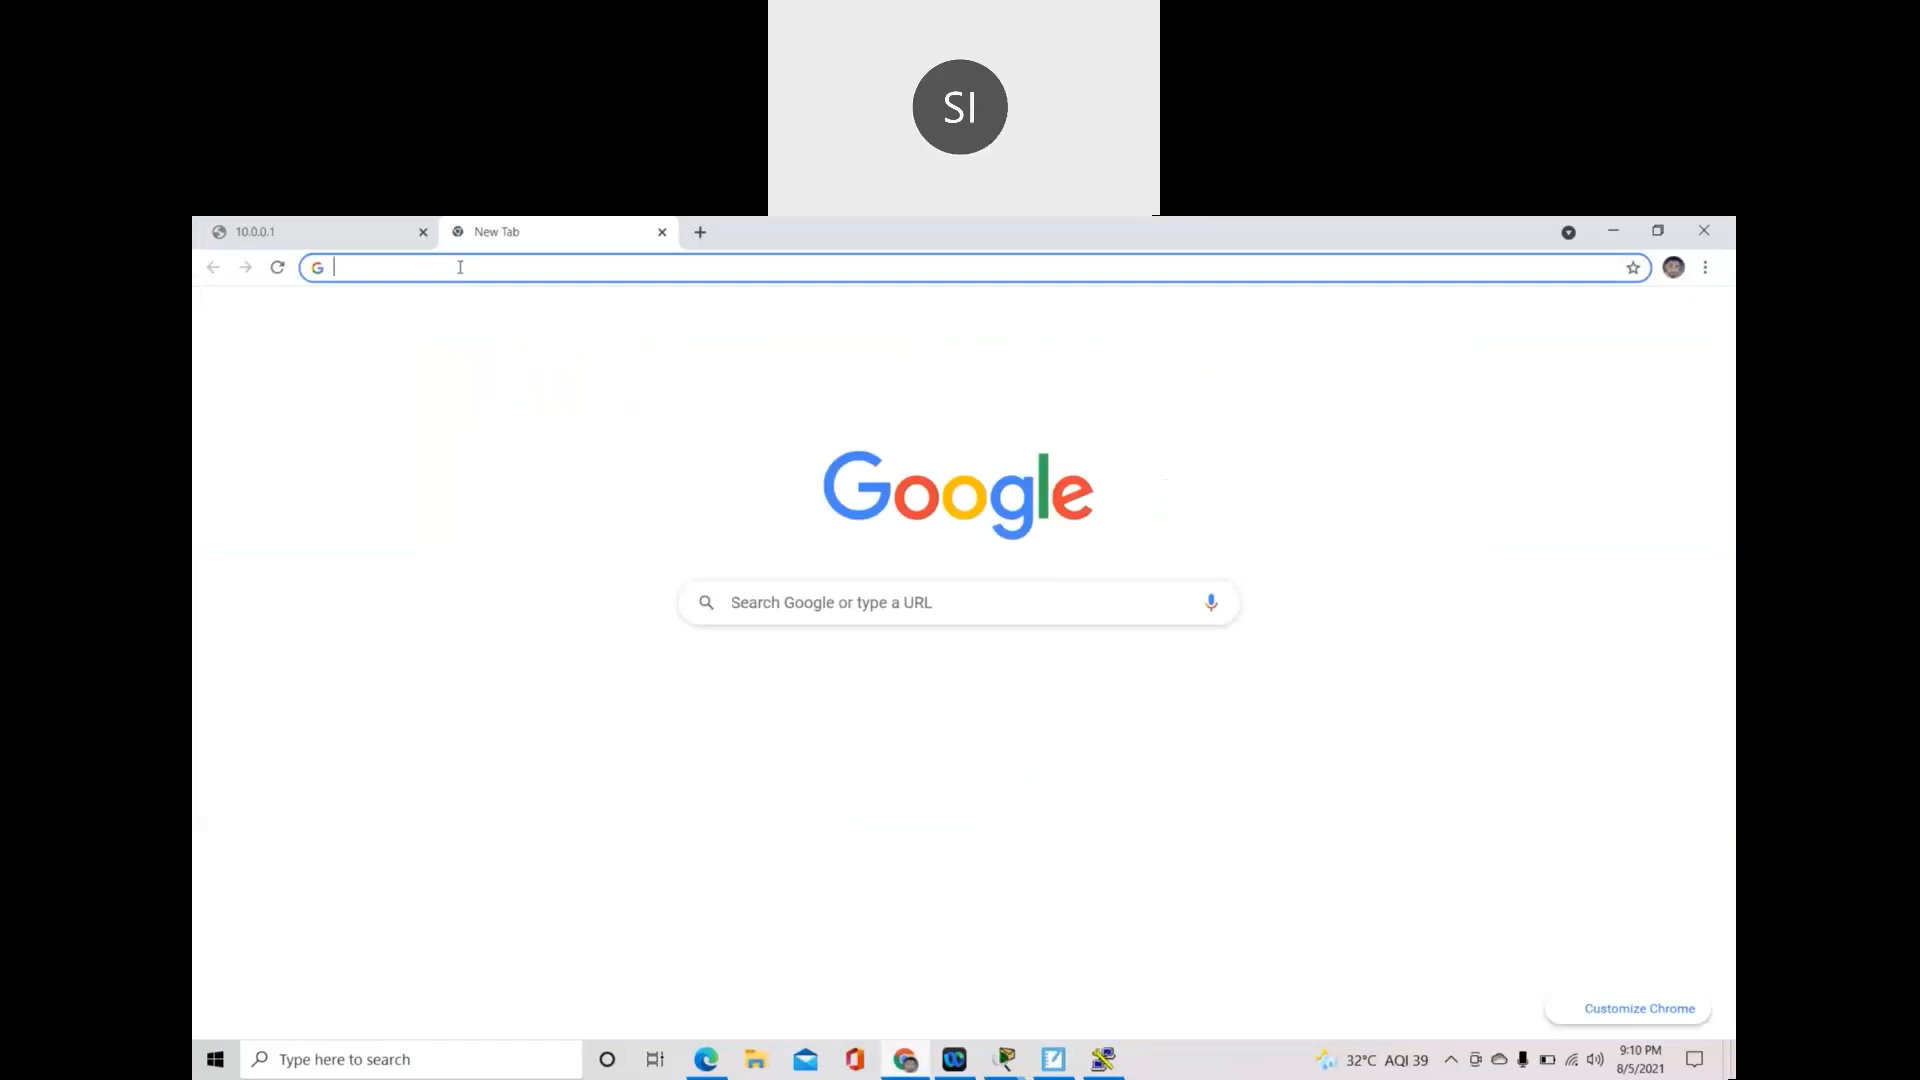 SI
10.0.0.1
New Tab
Google
Search Google or type a URL
Customize Chrome
Type here to search
32°C AQI 39
9:10 PM
8/5/2021